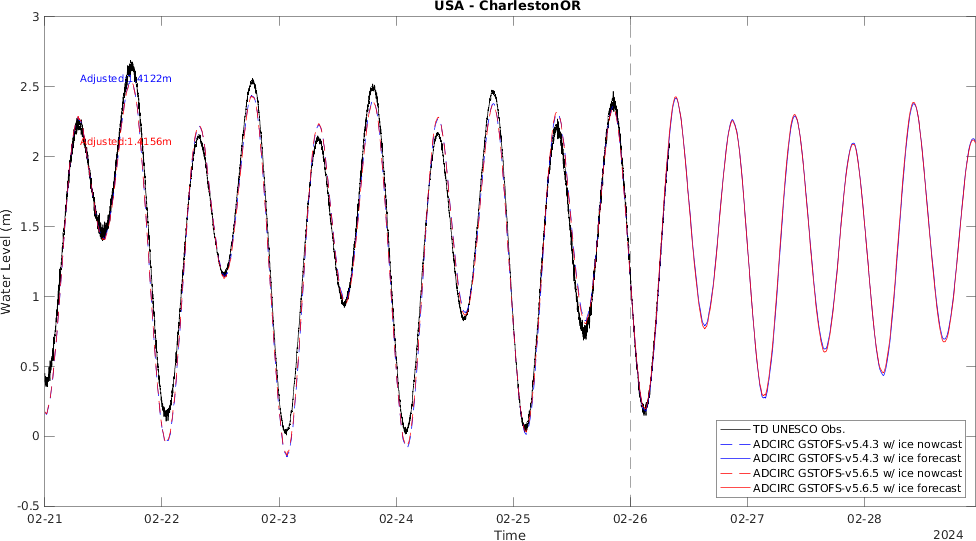 USA - CharlestonOR
3
2.5
2
1.5
1
0.5
0
-0.5
Water Level (m)
Adjusted:1.4122m
Adjusted:1.4156m
TD UNESCO Obs.
ADCIRC GSTOFS-v5.4.3 w/ ice nowcast
ADCIRC GSTOFS-v5.4.3 w/ ice forecast
ADCIRC GSTOFS-v5.6.5 w/ ice nowcast
ADCIRC GSTOFS-v5.6.5 w/ ice forecast
02-21 02-22 02-23 02-24 02-25 02-26 02-27 02-28
Time
2024